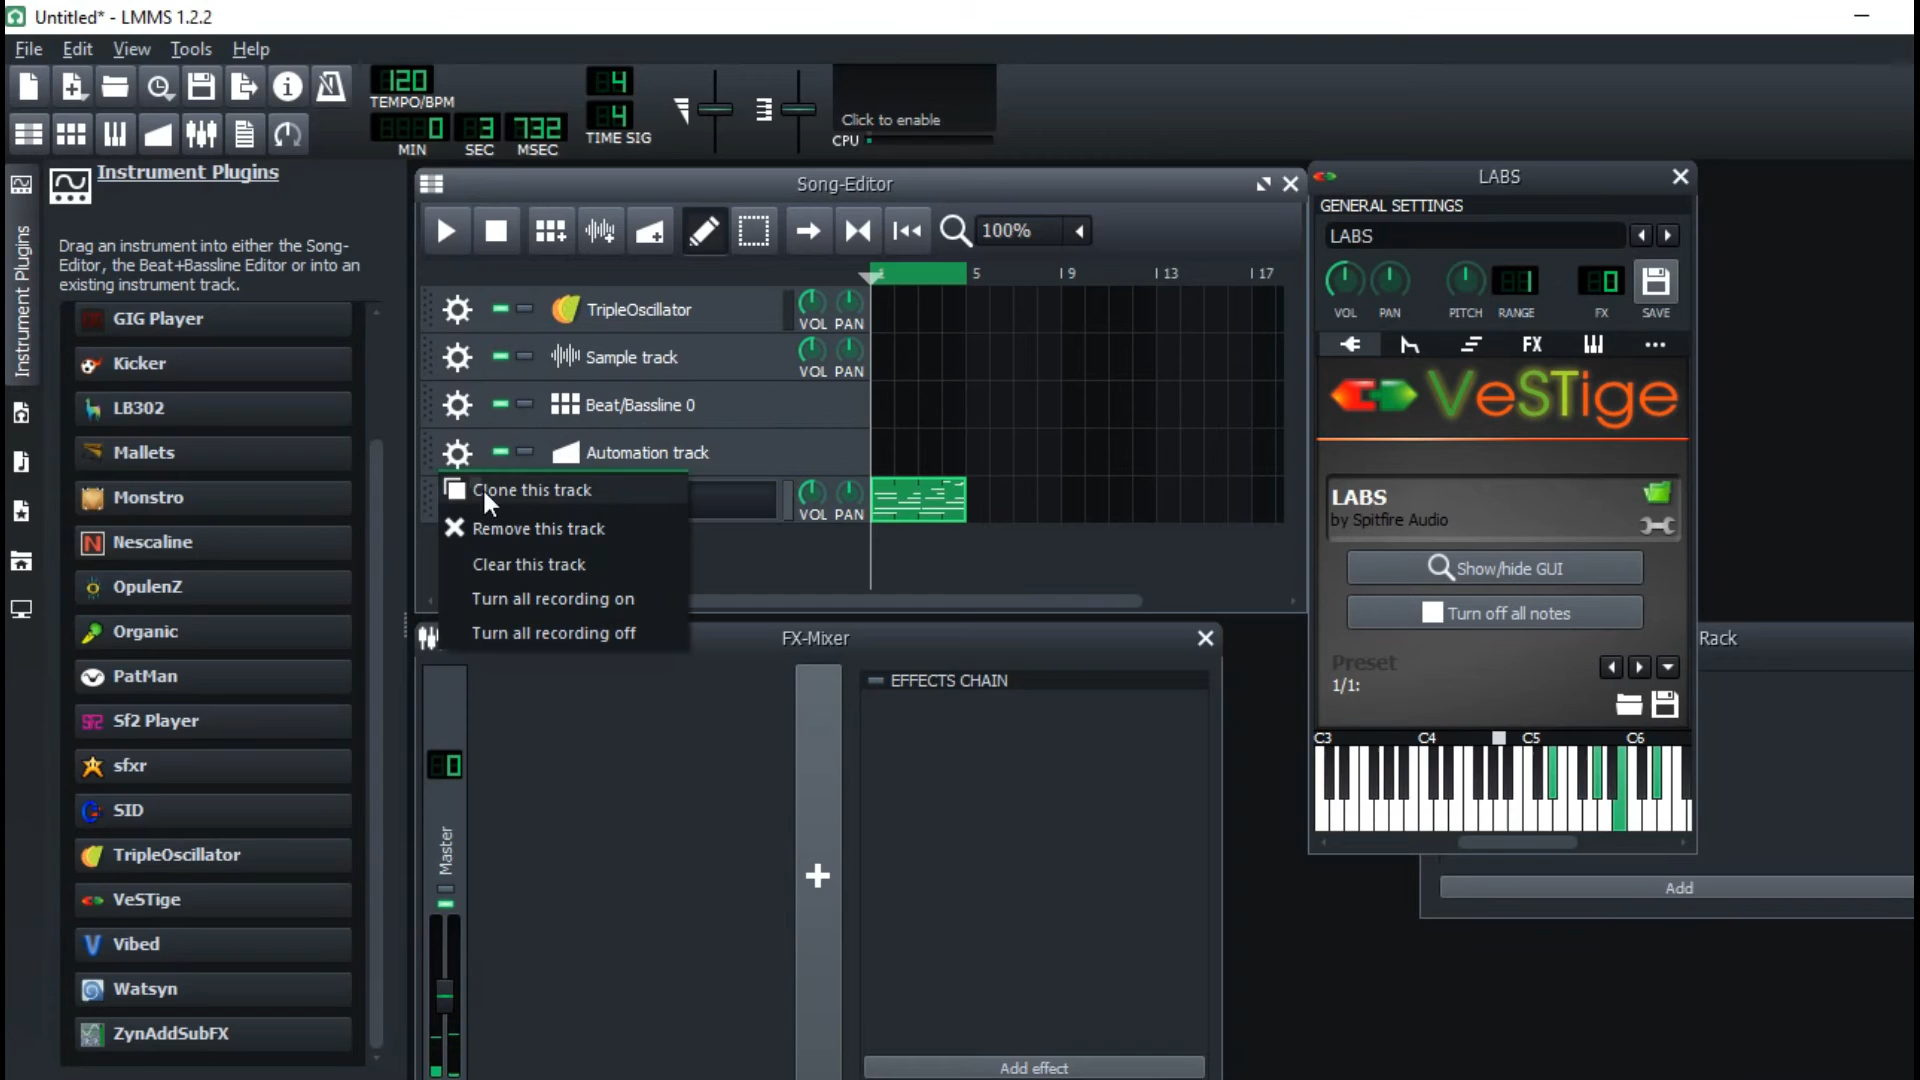 Untitled* - LMMS 1.2.2
File Edit View Tools Help
120
TEMPO/BPM
0 3 732
MIN SEC MSEC
4
4
TIME SIG
Click to enable
CPU
Instrument Plugins
Instrument Plugins
Drag an instrument into either the Song-
Editor, the Beat+Bassline Editor or into an
existing instrument track.
GIG Player
Kicker
LB302
Mallets
Monstro
Nescaline
OpulenZ
Organic
PatMan
Sf2 Player
sfxr
SID
TripleOscillator
VeSTige
Vibed
Watsyn
ZynAddSubFX
Song-Editor
100%
5 9 13 17
TripleOscillator
VOL PAN
Sample track
VOL PAN
Beat/Bassline 0
Automation track
VOL PAN
Clone this track
Remove this track
Clear this track
Turn all recording on
Turn all recording off
FX-Mixer
0
Master
EFFECTS CHAIN
Add effect
LABS
GENERAL SETTINGS
LABS
1 0
VOL PAN PITCH RANGE FX SAVE
FX
VeSTige
LABS
by Spitfire Audio
Show/hide GUI
Turn off all notes
Preset
1/1:
C3 C4 C5 C6
Rack
Add